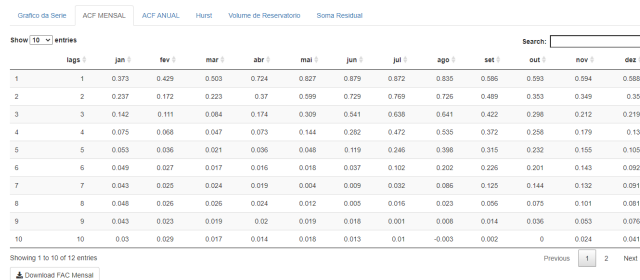 Grafico da Serie ACF MENSAL ACF ANUAL Hurst Volume de Reservatorio Soma Residual
Show 10 entries Search:
lags jan fev mar abr mai jun jul ago set out nov dez
1 1 0.373 0.429 0.503 0.724 0.827 0.879 0.872 0.835 0.586 0.593 0.594 0.588
2 2 0.237 0.172 0.223 0.37 0.599 0.729 0.769 0.726 0.489 0.353 0.349 0.35
3 3 0.142 0.111 0.084 0.174 0.309 0.541 0.638 0.641 0.422 0.298 0.212 0.219
4 4 0.075 0.068 0.047 0.073 0.144 0.282 0.472 0.535 0.372 0.258 0.179 0.13
5 5 0.053 0.036 0.021 0.036 0.048 0.119 0.246 0.398 0.315 0.232 0.155 0.105
6 6 0.049 0.027 0.017 0.016 0.018 0.037 0.102 0.202 0.226 0.201 0.143 0.092
7 7 0.043 0.025 0.024 0.019 0.004 0.009 0.032 0.086 0.125 0.144 0.132 0.091
8 8 0.048 0.026 0.026 0.024 0.012 0.005 0.016 0.023 0.056 0.075 0.101 0.081
9 9 0.043 0.023 0.019 0.02 0.019 0.018 0.001 0.008 0.014 0.036 0.053 0.076
10 10 0.03 0.029 0.017 0.014 0.018 0.013 0.01 -0.003 0.002 0 0.024 0.041
Showing 1 to 10 of 12 entries Previous 1 2 Next
Download FAC Mensal